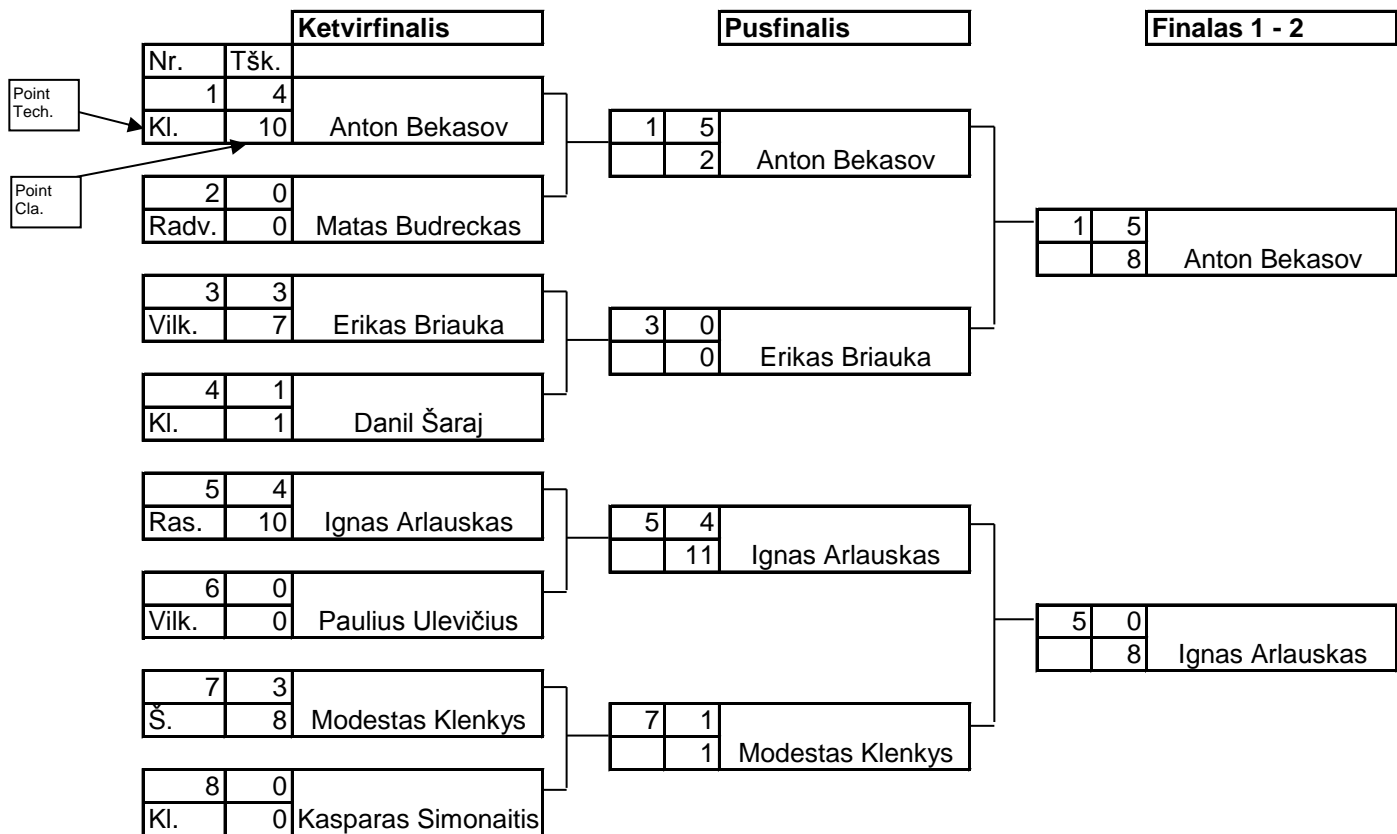 Ketvirfinalis Pusfinalis Finalas 1 - 2
Nr. Tšk.
Point
Tech.
1 4
Kl. 10 Anton Bekasov
1 5
2 Anton Bekasov
Point
Cla.
2 0
Radv. 0 Matas Budreckas
1 5
8 Anton Bekasov
3 3
Vilk. 7 Erikas Briauka
3 0
0 Erikas Briauka
4 1
Kl. 1 Danil Šaraj
5 4
Ras. 10 Ignas Arlauskas
5 4
11 Ignas Arlauskas
6 0
Vilk. 0 Paulius Ulevičius
5 0
8 Ignas Arlauskas
7 3
Š. 8 Modestas Klenkys
7 1
1 Modestas Klenkys
8 0
Kl. 0 Kasparas Simonaitis